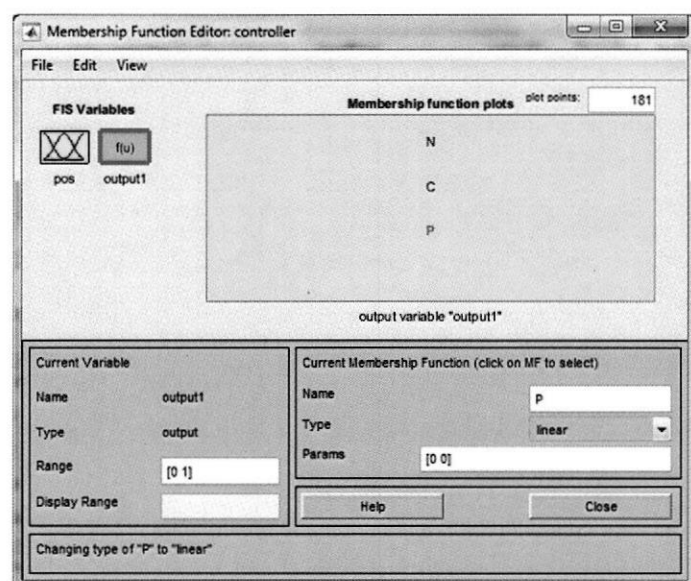 Membership Function Editor: controller
File Edit View
FIS Variables
f(u)
pos output1
Membership function plots plot points: 181
N
C
P
output variable "output1"
Current Variable
Name output1
Type output
Range [0 1]
Display Range
Current Membership Function (click on MF to select)
Name P
Type linear
Params [0 0]
Help Close
Changing type of "P" to "linear"